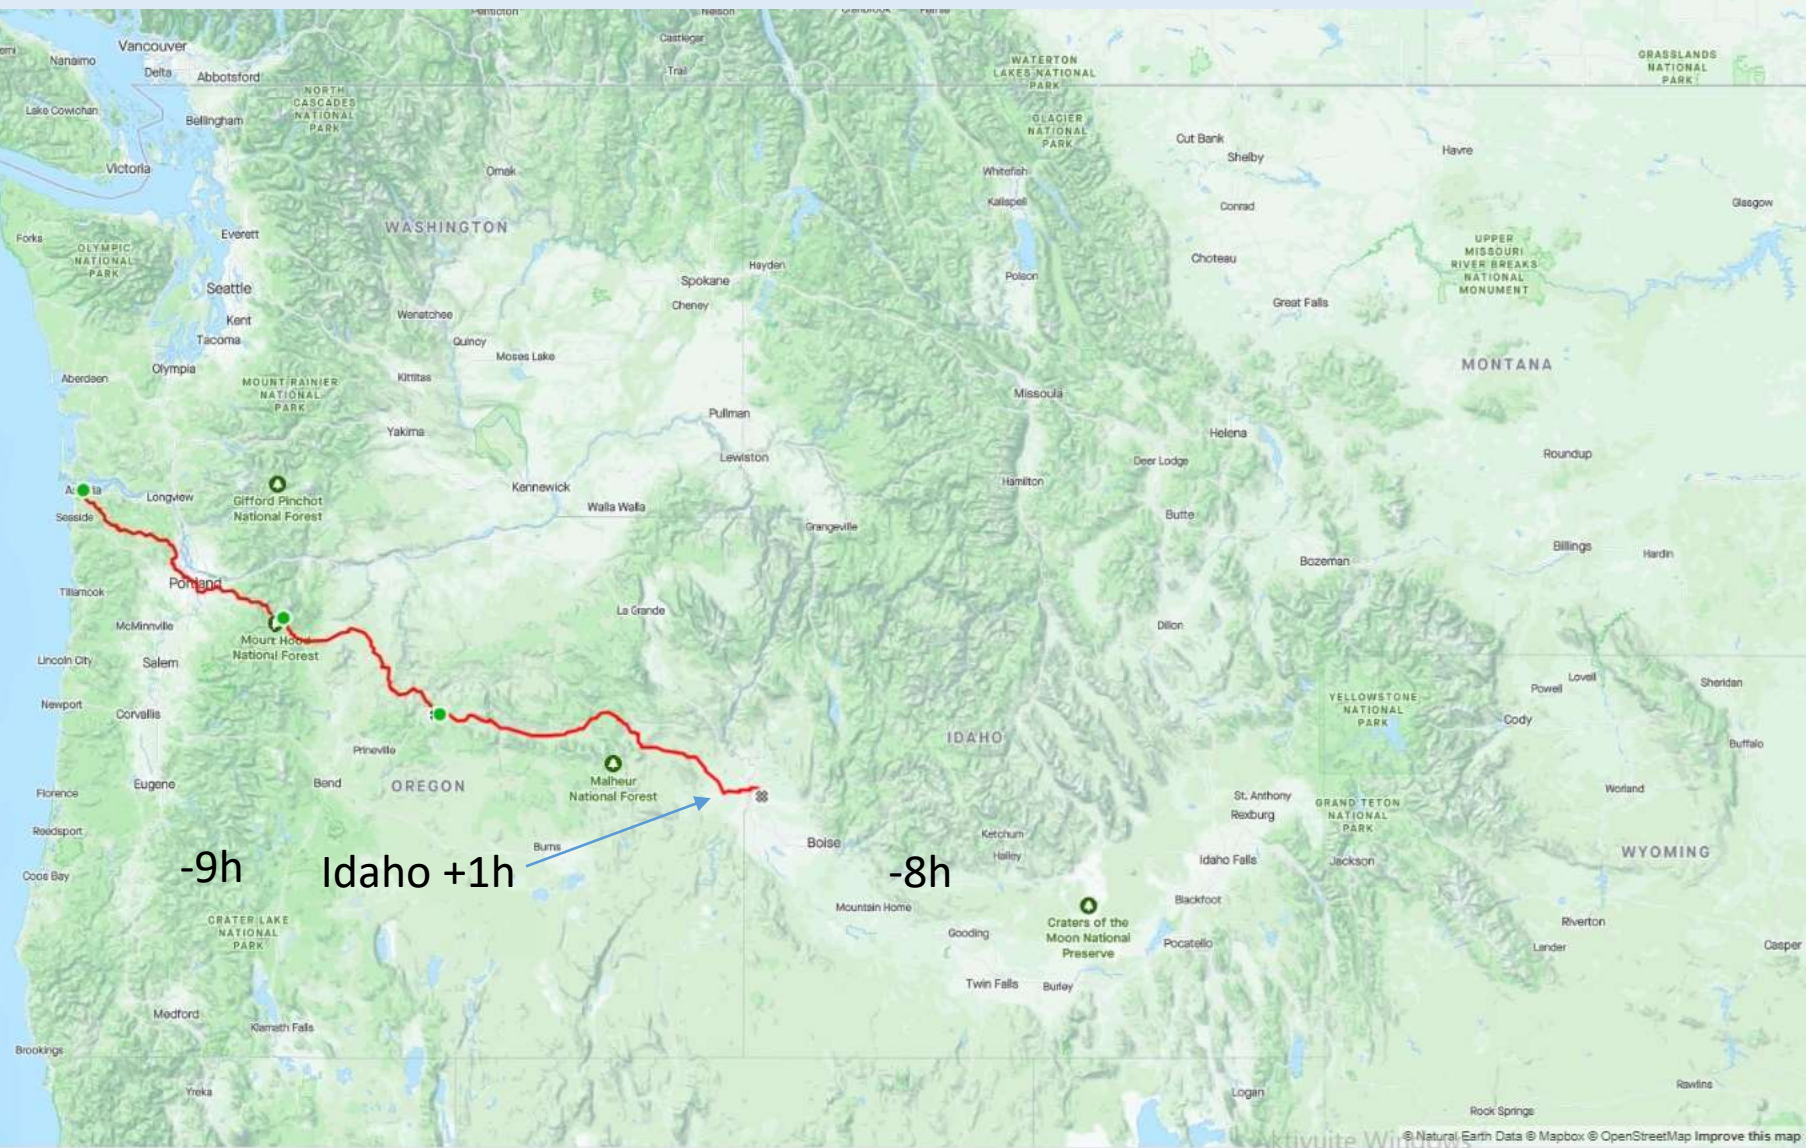 Penticton
Nelson
Cranbrook
Fernie
Vancouver
Castlegar
Nanaimo
Delta
Abbotsford
Trail
WATERTON
LAKES NATIONAL
PARK
GRASSLANDS
NATIONAL
PARK
Lake Cowichan
NORTH
CASCADES
NATIONAL
PARK
Bellingham
GLACIER
NATIONAL
PARK
Cut Bank
Shelby
Havre
Victoria
Omak
Whitefish
Kalispell
Conrad
Glasgow
WASHINGTON
Forks
Everett
OLYMPIC
NATIONAL
PARK
UPPER
MISSOURI
RIVER BREAKS
NATIONAL
MONUMENT
Choteau
Hayden
Spokane
Polson
Seattle
Cheney
Great Falls
Kent
Wenatchee
Tacoma
Quincy
Moses Lake
MONTANA
Olympia
Aberdeen
MOUNT RAINIER
NATIONAL
PARK
Kittitas
Missoula
Pullman
Yakima
Helena
Lewiston
Deer Lodge
Roundup
Hamilton
Kennewick
Longview
Gifford Pinchot
National Forest
Walla Walla
Seaside
Butte
Grangeville
Billings
Hardin
Bozeman
Portland
Tillamook
La Grande
McMinnville
Dillon
Mount Hood
National Forest
Lincoln City
Salem
Lovell
Powell
Sheridan
Newport
Corvallis
YELLOWSTONE
NATIONAL
PARK
Cody
IDAHO
Buffalo
Prineville
Malheur
National Forest
Eugene
Bend
OREGON
Florence
Worland
St. Anthony
Rexburg
GRAND TETON
NATIONAL
PARK
Reedsport
Ketchum
Hailey
Boise
Burns
WYOMING
Idaho Falls
Jackson
-9h
Idaho +1h
-8h
Coos Bay
Mountain Home
Blackfoot
Craters of the
Moon National
Preserve
CRATER LAKE
NATIONAL
PARK
Gooding
Pocatello
Riverton
Lander
Casper
Twin Falls
Burley
Medford
Klamath Falls
Brookings
Yreka
Logan
Rawlins
Rock Springs
© Natural Earth Data © Mapbox © OpenStreetMap Improve this map